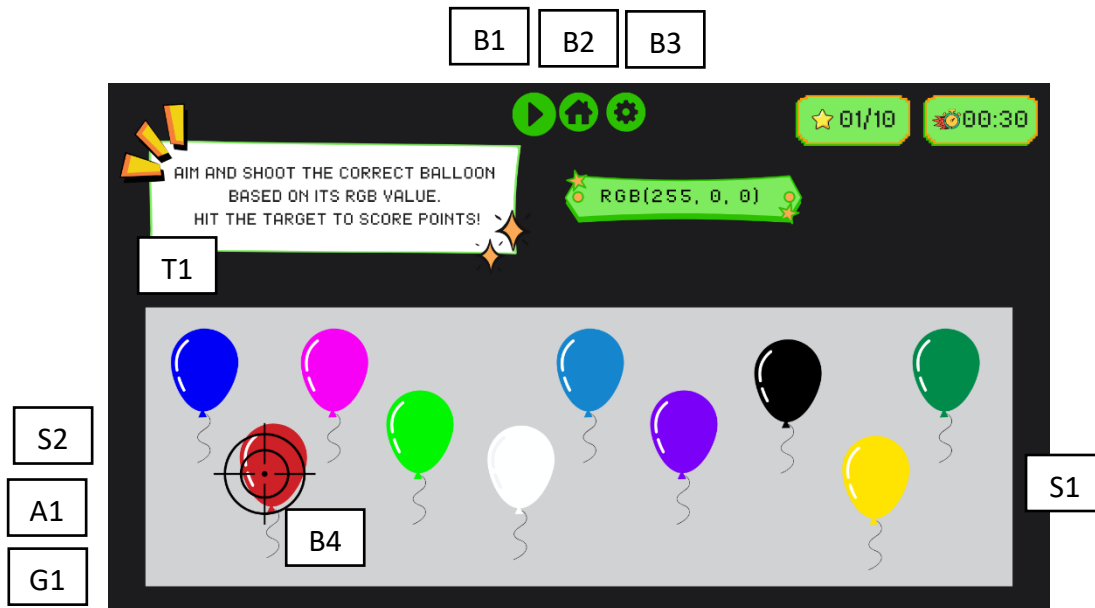 B1 B2 B3
01/10 00:30
AIM AND SHOOT THE CORRECT BALLOON
BASED ON ITS RGB VALUE.
HIT THE TARGET TO SCORE POINTS!
RGB(255, 0, 0)
T1
S2
A1
G1
B4
S1